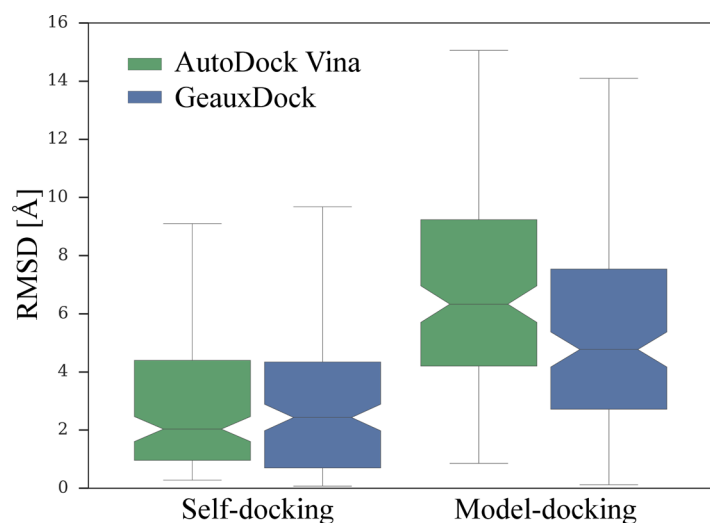 16
14
12
10
8
6
4
2
0
RMSD [Å]
AutoDock Vina
GeauxDock
Self-docking
Model-docking